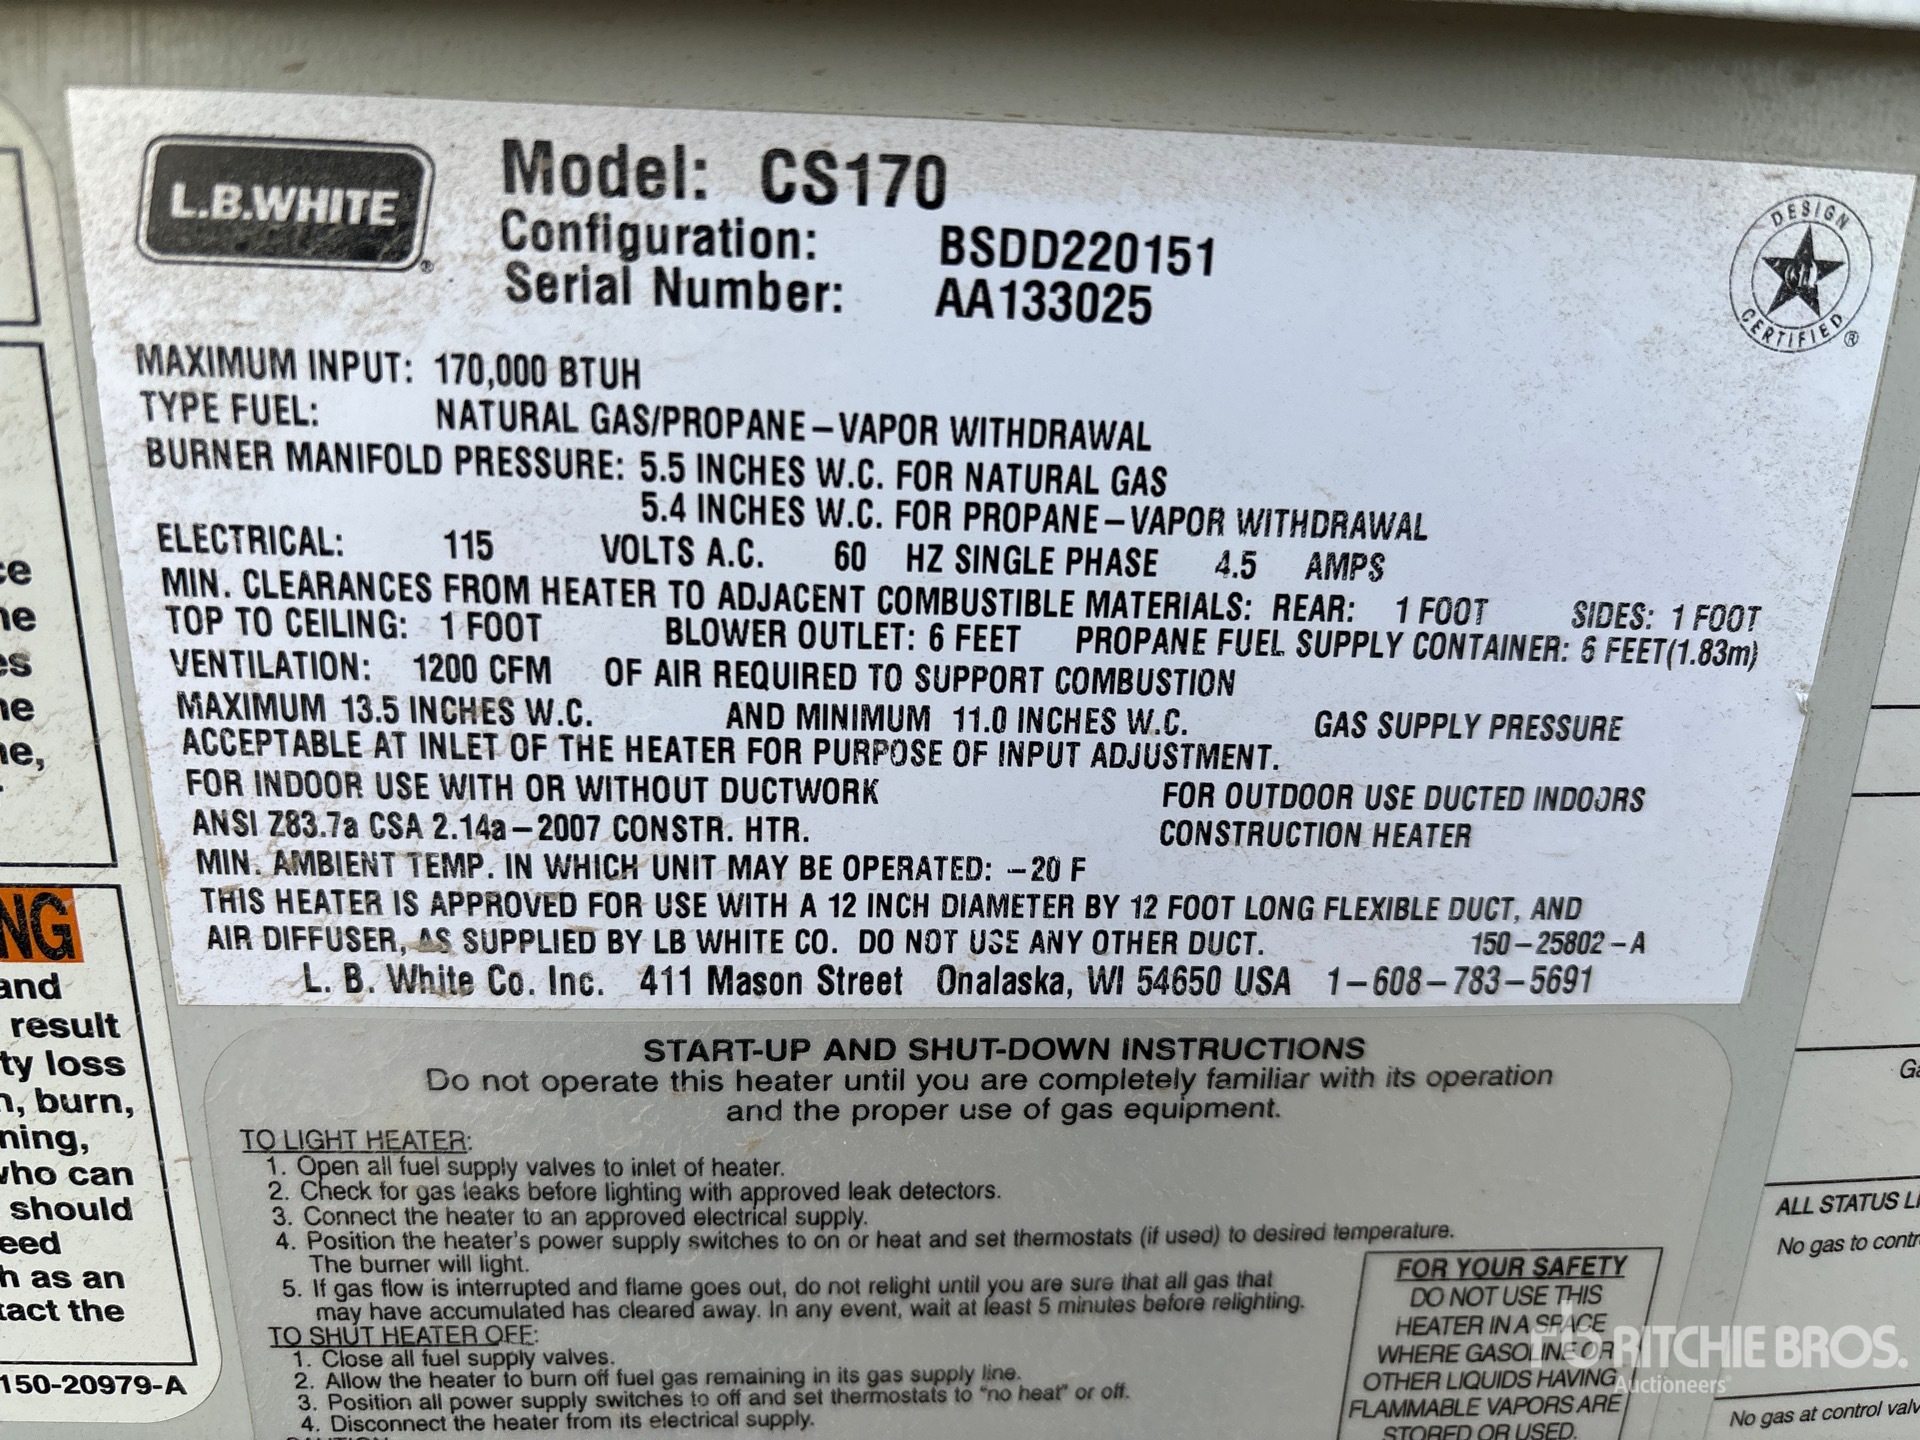 L.B.WHITE ®
Model: CS170
Configuration: BSDD220151
Serial Number: AA133025
DESIGN
CERTIFIED ®
MAXIMUM INPUT: 170,000 BTUH
TYPE FUEL: NATURAL GAS/PROPANE–VAPOR WITHDRAWAL
BURNER MANIFOLD PRESSURE: 5.5 INCHES W.C. FOR NATURAL GAS
5.4 INCHES W.C. FOR PROPANE–VAPOR WITHDRAWAL
ELECTRICAL: 115 VOLTS A.C. 60 HZ SINGLE PHASE 4.5 AMPS
MIN. CLEARANCES FROM HEATER TO ADJACENT COMBUSTIBLE MATERIALS: REAR: 1 FOOT SIDES: 1 FOOT
TOP TO CEILING: 1 FOOT BLOWER OUTLET: 6 FEET PROPANE FUEL SUPPLY CONTAINER: 6 FEET(1.83m)
VENTILATION: 1200 CFM OF AIR REQUIRED TO SUPPORT COMBUSTION
MAXIMUM 13.5 INCHES W.C. AND MINIMUM 11.0 INCHES W.C. GAS SUPPLY PRESSURE
ACCEPTABLE AT INLET OF THE HEATER FOR PURPOSE OF INPUT ADJUSTMENT.
FOR INDOOR USE WITH OR WITHOUT DUCTWORK FOR OUTDOOR USE DUCTED INDOORS
ANSI Z83.7a CSA 2.14a–2007 CONSTR. HTR. CONSTRUCTION HEATER
MIN. AMBIENT TEMP. IN WHICH UNIT MAY BE OPERATED: –20 F
THIS HEATER IS APPROVED FOR USE WITH A 12 INCH DIAMETER BY 12 FOOT LONG FLEXIBLE DUCT, AND
AIR DIFFUSER, AS SUPPLIED BY LB WHITE CO. DO NOT USE ANY OTHER DUCT. 150–25802–A
L. B. White Co. Inc. 411 Mason Street Onalaska, WI 54650 USA 1–608–783–5691
START-UP AND SHUT-DOWN INSTRUCTIONS
Do not operate this heater until you are completely familiar with its operation
and the proper use of gas equipment.
TO LIGHT HEATER:
1. Open all fuel supply valves to inlet of heater.
2. Check for gas leaks before lighting with approved leak detectors.
3. Connect the heater to an approved electrical supply.
4. Position the heater's power supply switches to on or heat and set thermostats (if used) to desired temperature.
The burner will light.
5. If gas flow is interrupted and flame goes out, do not relight until you are sure that all gas that
may have accumulated has cleared away. In any event, wait at least 5 minutes before relighting.
TO SHUT HEATER OFF:
1. Close all fuel supply valves.
2. Allow the heater to burn off fuel gas remaining in its gas supply line.
3. Position all power supply switches to off and set thermostats to "no heat" or off.
4. Disconnect the heater from its electrical supply.
FOR YOUR SAFETY
DO NOT USE THIS
HEATER IN A SPACE
WHERE GASOLINE OR
OTHER LIQUIDS HAVING
FLAMMABLE VAPORS ARE
STORED OR USED.
NG
and
result
ty loss
n, burn,
ning,
who can
should
eed
h as an
tact the
150-20979-A
ALL STATUS LI
No gas to contr
No gas at control valv
rb RITCHIE BROS.
Auctioneers